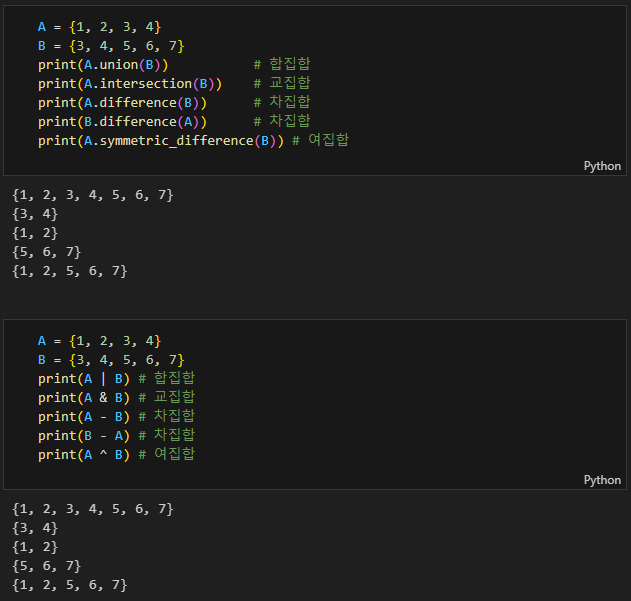 A = {1, 2, 3, 4}
B = {3, 4, 5, 6, 7}
print(A.union(B)) # 합집합
print(A.intersection(B)) # 교집합
print(A.difference(B)) # 차집합
print(B.difference(A)) # 차집합
print(A.symmetric_difference(B)) # 여집합
Python
{1, 2, 3, 4, 5, 6, 7}
{3, 4}
{1, 2}
{5, 6, 7}
{1, 2, 5, 6, 7}
A = {1, 2, 3, 4}
B = {3, 4, 5, 6, 7}
print(A | B) # 합집합
print(A & B) # 교집합
print(A - B) # 차집합
print(B - A) # 차집합
print(A ^ B) # 여집합
Python
{1, 2, 3, 4, 5, 6, 7}
{3, 4}
{1, 2}
{5, 6, 7}
{1, 2, 5, 6, 7}